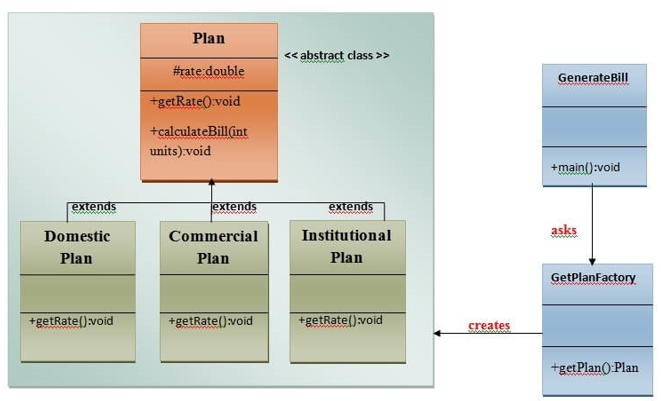 Plan
<< abstract class >>
#rate:double
+getRate():void
+calculateBill(int
units):void
extends
extends
extends
Domestic
Plan
+getRate():void
Commercial
Plan
+getRate():void
Institutional
Plan
+getRate():void
GenerateBill
+main():void
asks
GetPlanFactory
+getPlan():Plan
creates